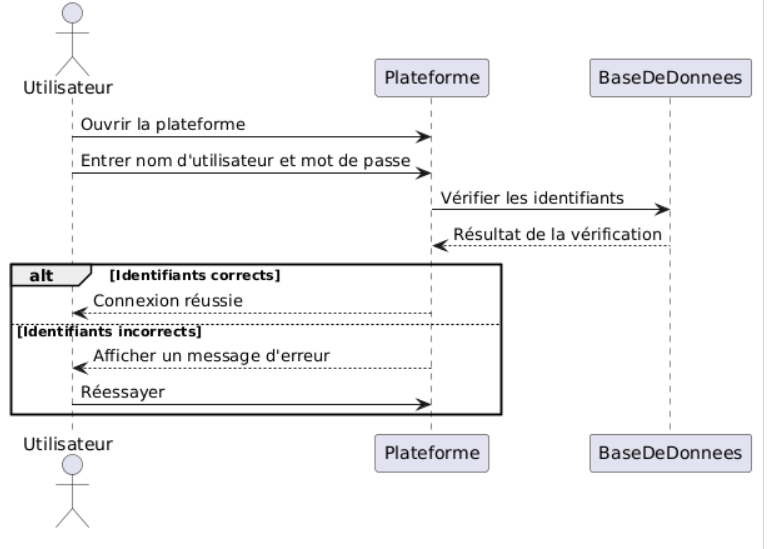 Utilisateur
Plateforme
BaseDeDonnees
Ouvrir la plateforme
Entrer nom d'utilisateur et mot de passe
Vérifier les identifiants
Résultat de la vérification
alt [Identifiants corrects]
Connexion réussie
[Identifiants incorrects]
Afficher un message d'erreur
Réessayer
Utilisateur
Plateforme
BaseDeDonnees